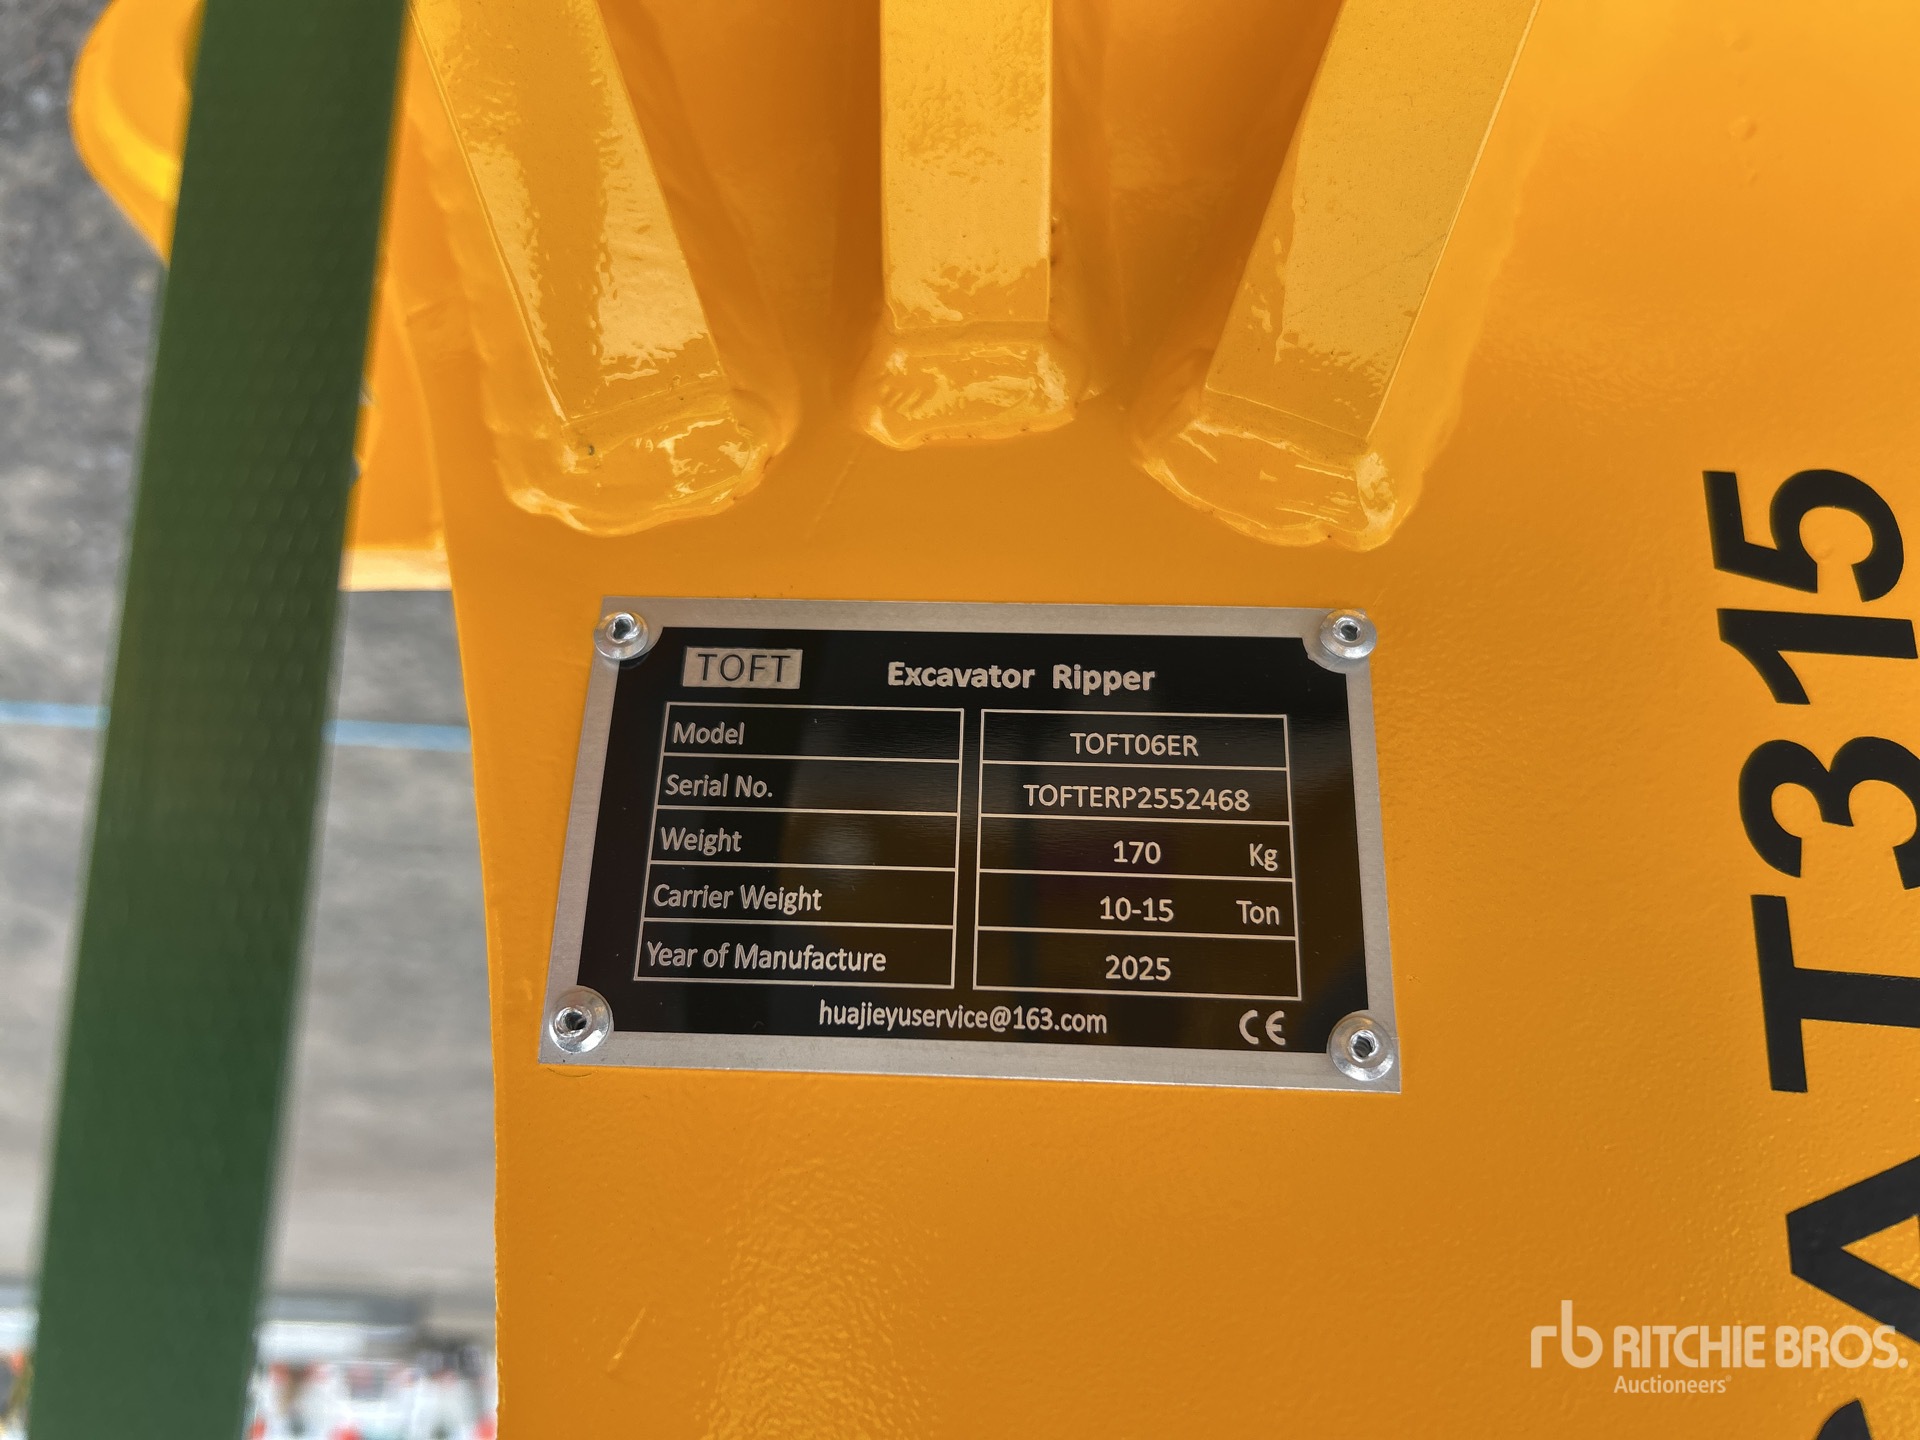 TOFT Excavator Ripper
Model TOFT06ER
Serial No. TOFTERP2552468
Weight 170 Kg
Carrier Weight 10-15 Ton
Year of Manufacture 2025
huajieyuservice@163.com CE
CAT315
rb RITCHIE BROS.
Auctioneers